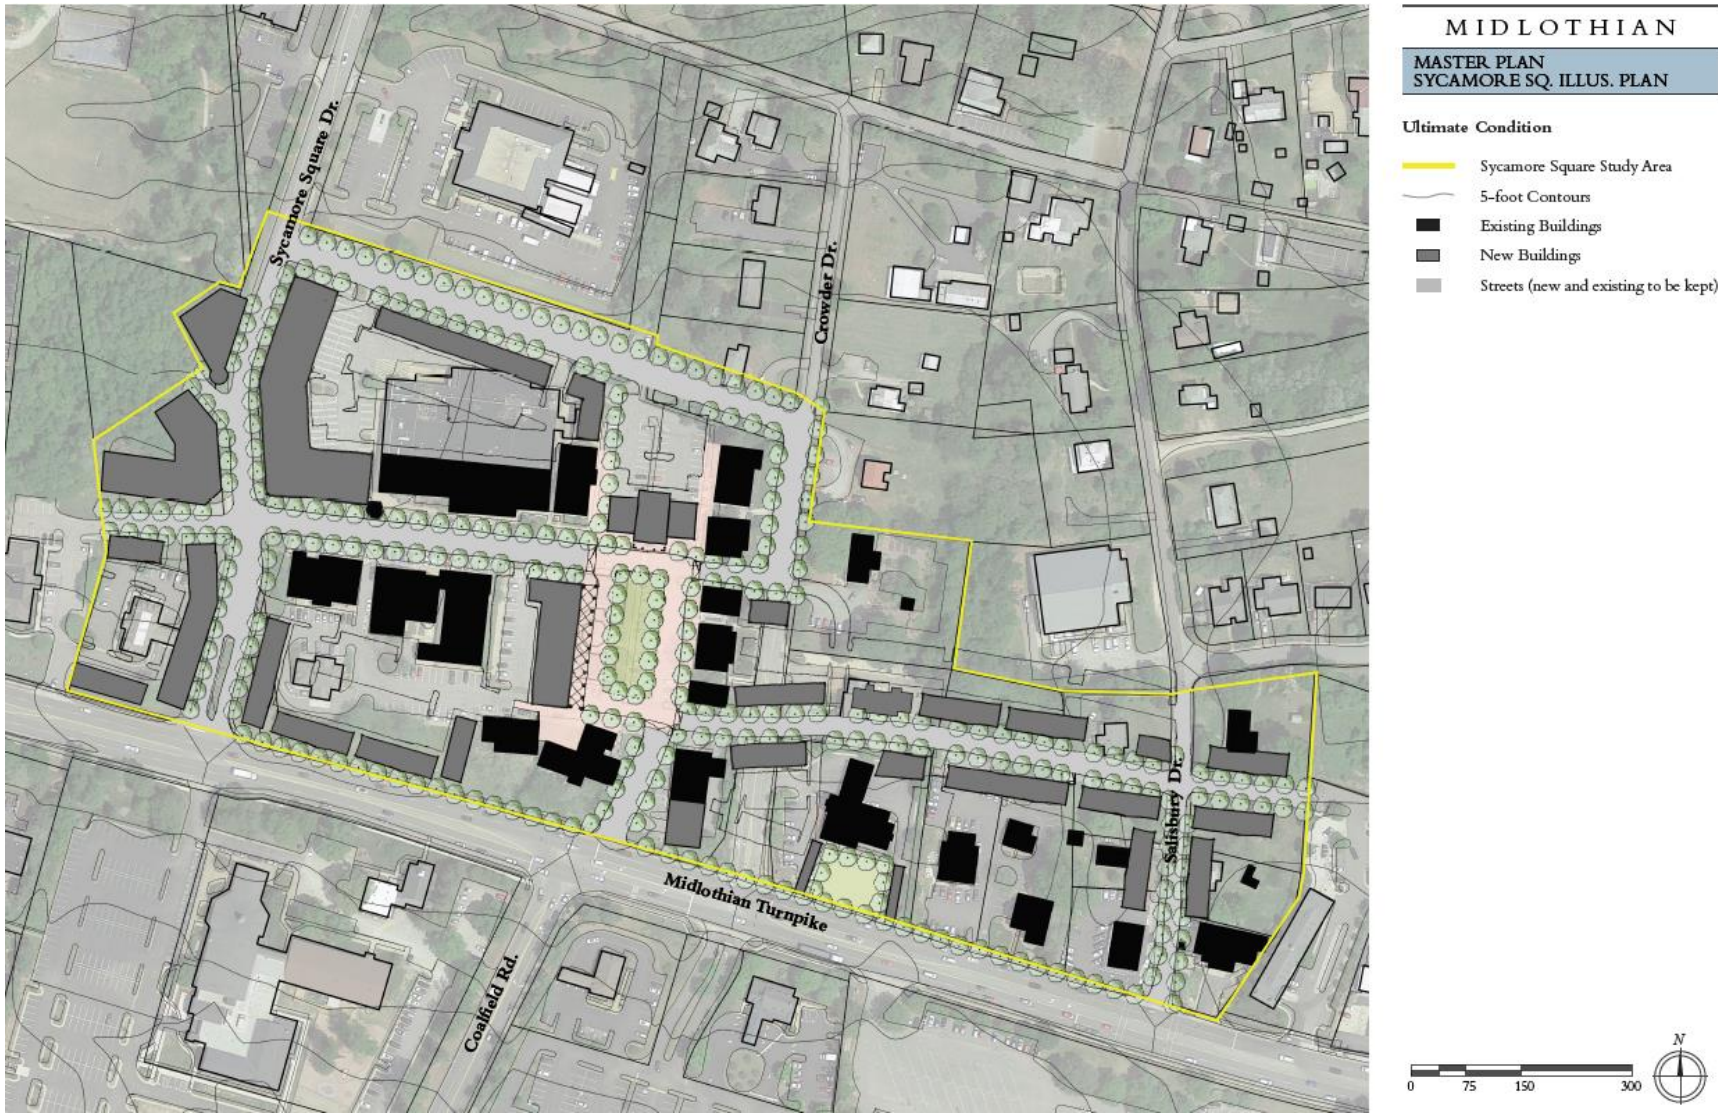 MIDLOTHIAN
MASTER PLAN
SYCAMORE SQ. ILLUS. PLAN
Ultimate Condition
Sycamore Square Study Area
5-foot Contours
Existing Buildings
New Buildings
Streets (new and existing to be kept)
Sycamore Square Dr.
Crowder Dr.
Salisbury Dr.
Midlothian Turnpike
Coalfield Rd.
N
0 75 150 300